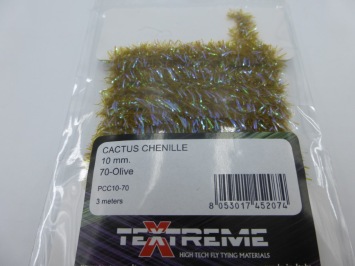 CACTUS CHENILLE
10 mm.
70-Olive
PCC10-70
3 meters
8 053017 452074
TEXTREME
HIGH TECH FLY TYING MATERIALS